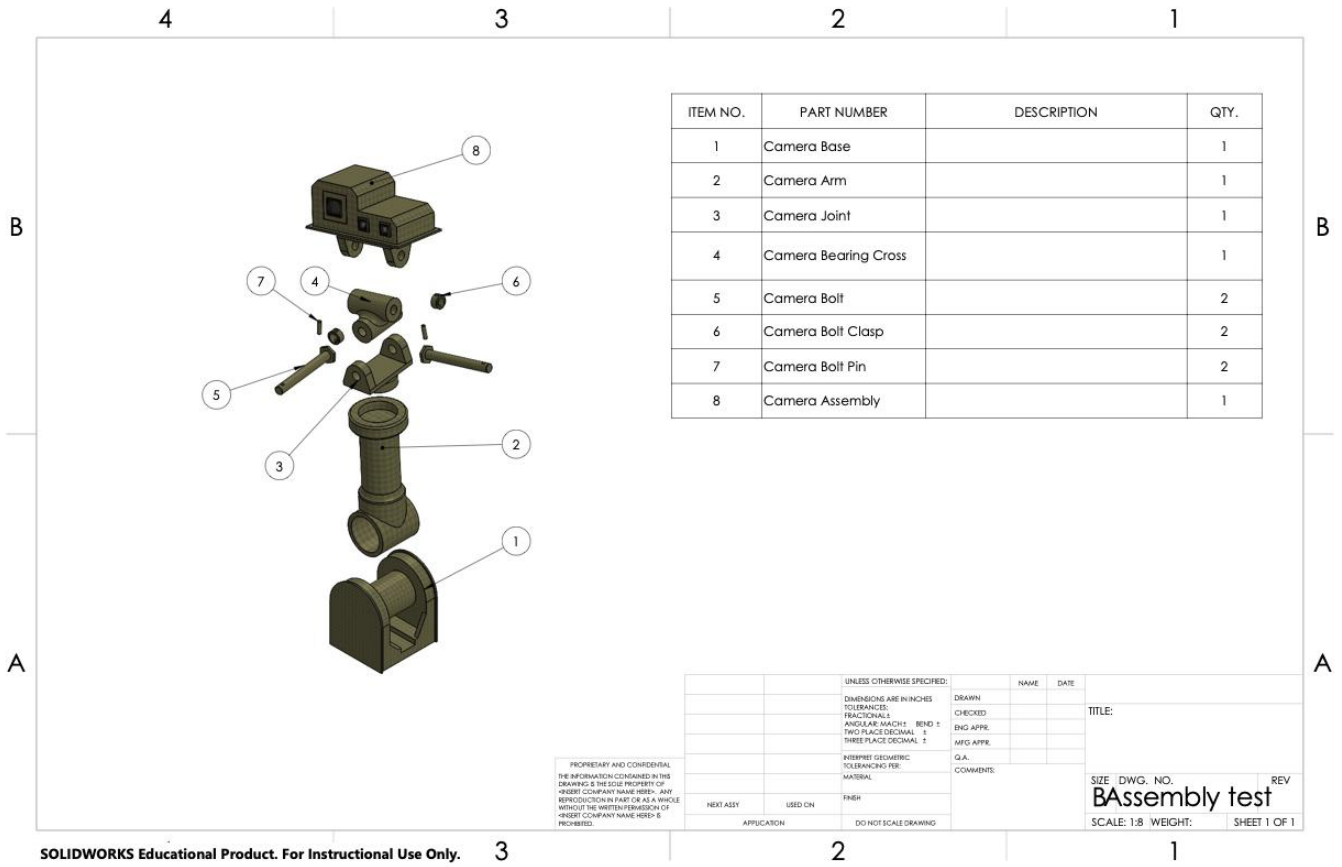 4 3 2 1
ITEM NO. PART NUMBER DESCRIPTION QTY.
1 Camera Base 1
2 Camera Arm 1
3 Camera Joint 1
4 Camera Bearing Cross 1
5 Camera Bolt 2
6 Camera Bolt Clasp 2
7 Camera Bolt Pin 2
8 Camera Assembly 1
8
B B
7 4 6
5
2
3
1
A A
UNLESS OTHERWISE SPECIFIED:
DIMENSIONS ARE IN INCHES
TOLERANCES:
FRACTIONAL±
ANGULAR: MACH± BEND ±
TWO PLACE DECIMAL ±
THREE PLACE DECIMAL ±
INTERPRET GEOMETRIC
TOLERANCING PER:
MATERIAL
FINISH
DO NOT SCALE DRAWING
NAME DATE
DRAWN
CHECKED
ENG APPR.
MFG APPR.
Q.A.
COMMENTS:
TITLE:
SIZE DWG. NO. REV
B Assembly test
SCALE: 1:8 WEIGHT: SHEET 1 OF 1
PROPRIETARY AND CONFIDENTIAL
THE INFORMATION CONTAINED IN THIS
DRAWING IS THE SOLE PROPERTY OF
<INSERT COMPANY NAME HERE>. ANY
REPRODUCTION IN PART OR AS A WHOLE
WITHOUT THE WRITTEN PERMISSION OF
<INSERT COMPANY NAME HERE> IS
PROHIBITED.
NEXT ASSY USED ON
APPLICATION
SOLIDWORKS Educational Product. For Instructional Use Only.
3 2 1